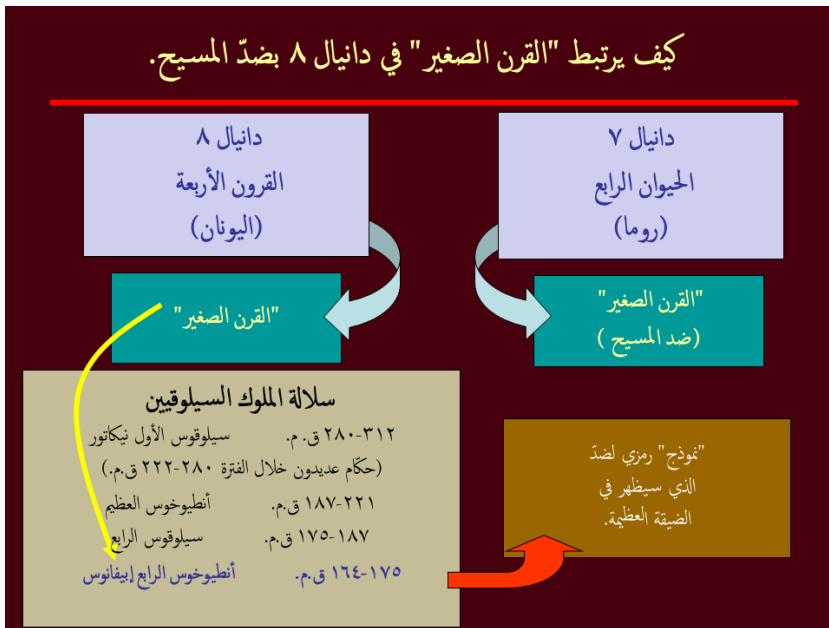 كيف يرتبط "القرن الصغير" في دانيال ٨ بضدّ المسيح.
دانيال ٧
الحيوان الرابع
(روما)
دانيال ٨
القرون الأربعة
(اليونان)
"القرن الصغير"
(ضد المسيح )
"القرن الصغير"
سلالة الملوك السيلوقيين
٣١٢-٢٨٠ ق. م. سيلوقوس الأول نيكاتور
(حكّام عديدون خلال الفترة ٢٨٠-٢٢٢ ق.م.)
٢٢١-١٨٧ ق.م. أنطيوخوس العظيم
١٨٧-١٧٥ ق.م. سيلوقوس الرابع
١٧٥-١٦٤ ق.م. أنطيوخوس الرابع إبيفانوس
"نموذج" رمزي لضدّ
الذي سيظهر في
الضيقة العظيمة.